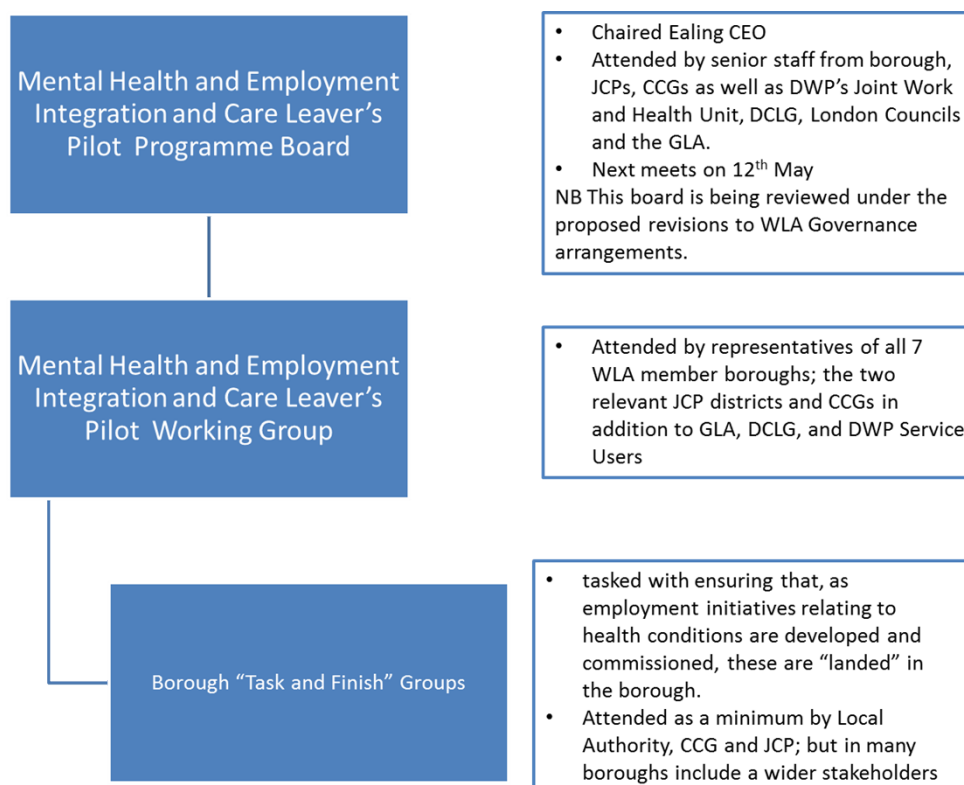 Mental Health and Employment
Integration and Care Leaver's
Pilot Programme Board
• Chaired Ealing CEO
• Attended by senior staff from borough,
JCPs, CCGs as well as DWP's Joint Work
and Health Unit, DCLG, London Councils
and the GLA.
• Next meets on 12th May
NB This board is being reviewed under the
proposed revisions to WLA Governance
arrangements.
Mental Health and Employment
Integration and Care Leaver's
Pilot Working Group
• Attended by representatives of all 7
WLA member boroughs; the two
relevant JCP districts and CCGs in
addition to GLA, DCLG, and DWP Service
Users
Borough “Task and Finish” Groups
• tasked with ensuring that, as
employment initiatives relating to
health conditions are developed and
commissioned, these are “landed” in
the borough.
• Attended as a minimum by Local
Authority, CCG and JCP; but in many
boroughs include a wider stakeholders